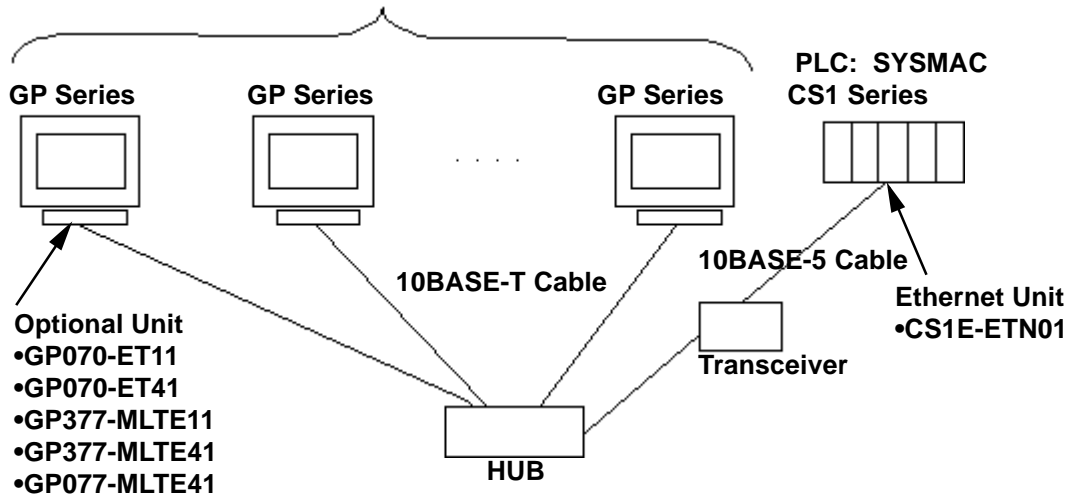 PLC: SYSMAC
GP Series GP Series GP Series CS1 Series
. . . .
10BASE-T Cable
10BASE-5 Cable
Optional Unit
•GP070-ET11
•GP070-ET41
•GP377-MLTE11
•GP377-MLTE41
•GP077-MLTE41
Ethernet Unit
•CS1E-ETN01
Transceiver
HUB